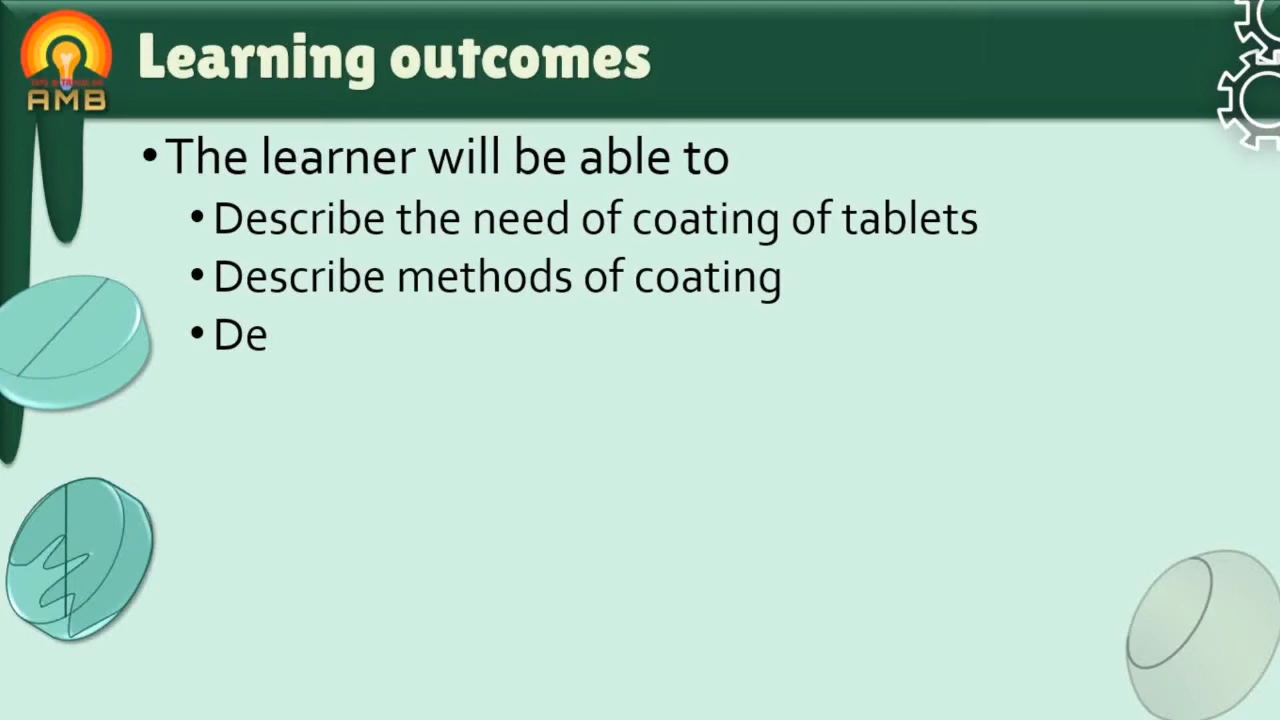 Learning outcomes
AMB
• The learner will be able to
• Describe the need of coating of tablets
• Describe methods of coating
• De